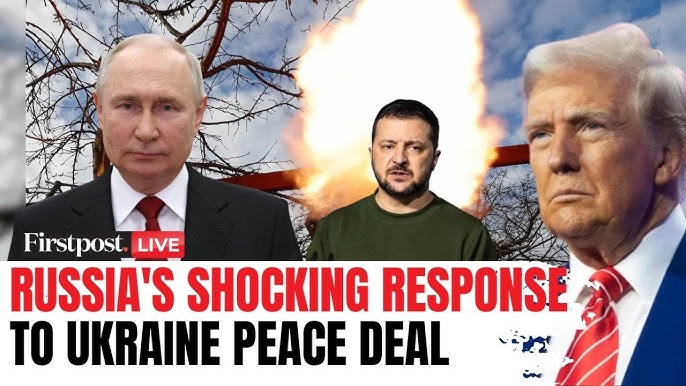 Firstpost. LIVE
RUSSIA'S SHOCKING RESPONSE
TO UKRAINE PEACE DEAL